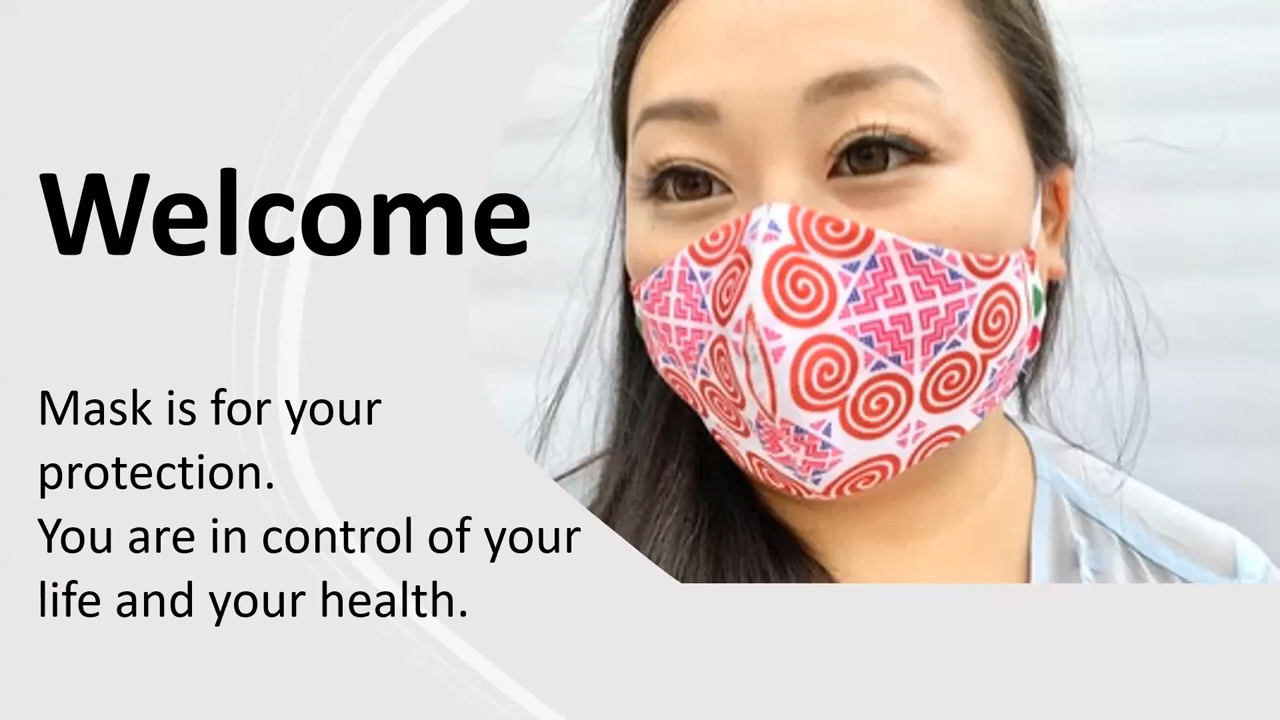 Welcome
Mask is for your
protection.
You are in control of your
life and your health.